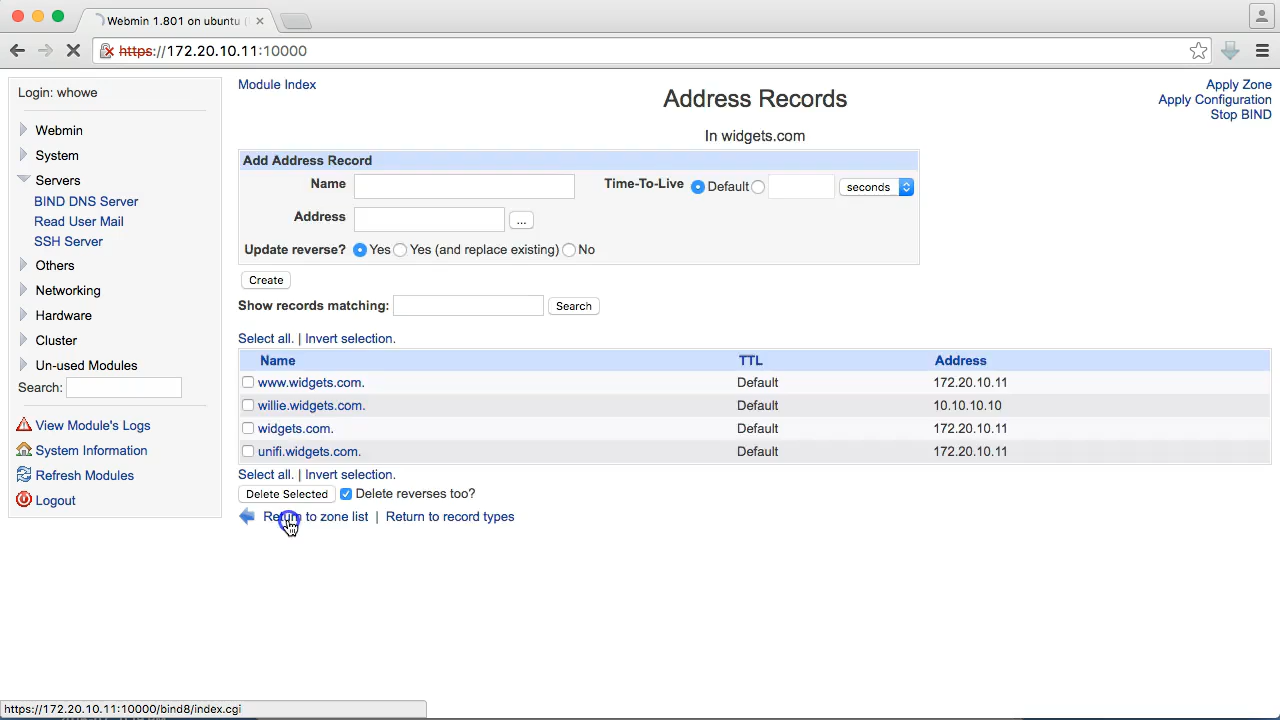 Webmin 1.801 on ubuntu (
https://172.20.10.11:10000
Login: whowe
Webmin
System
Servers
BIND DNS Server
Read User Mail
SSH Server
Others
Networking
Hardware
Cluster
Un-used Modules
Search:
View Module's Logs
System Information
Refresh Modules
Logout
Module Index
Address Records
In widgets.com
Apply Zone
Apply Configuration
Stop BIND
Add Address Record
Name Time-To-Live Default seconds
Address ...
Update reverse? Yes Yes (and replace existing) No
Create
Show records matching: Search
Select all. | Invert selection.
Name TTL Address
www.widgets.com. Default 172.20.10.11
willie.widgets.com. Default 10.10.10.10
widgets.com. Default 172.20.10.11
unifi.widgets.com. Default 172.20.10.11
Select all. | Invert selection.
Delete Selected Delete reverses too?
Return to zone list | Return to record types
https://172.20.10.11:10000/bind8/index.cgi